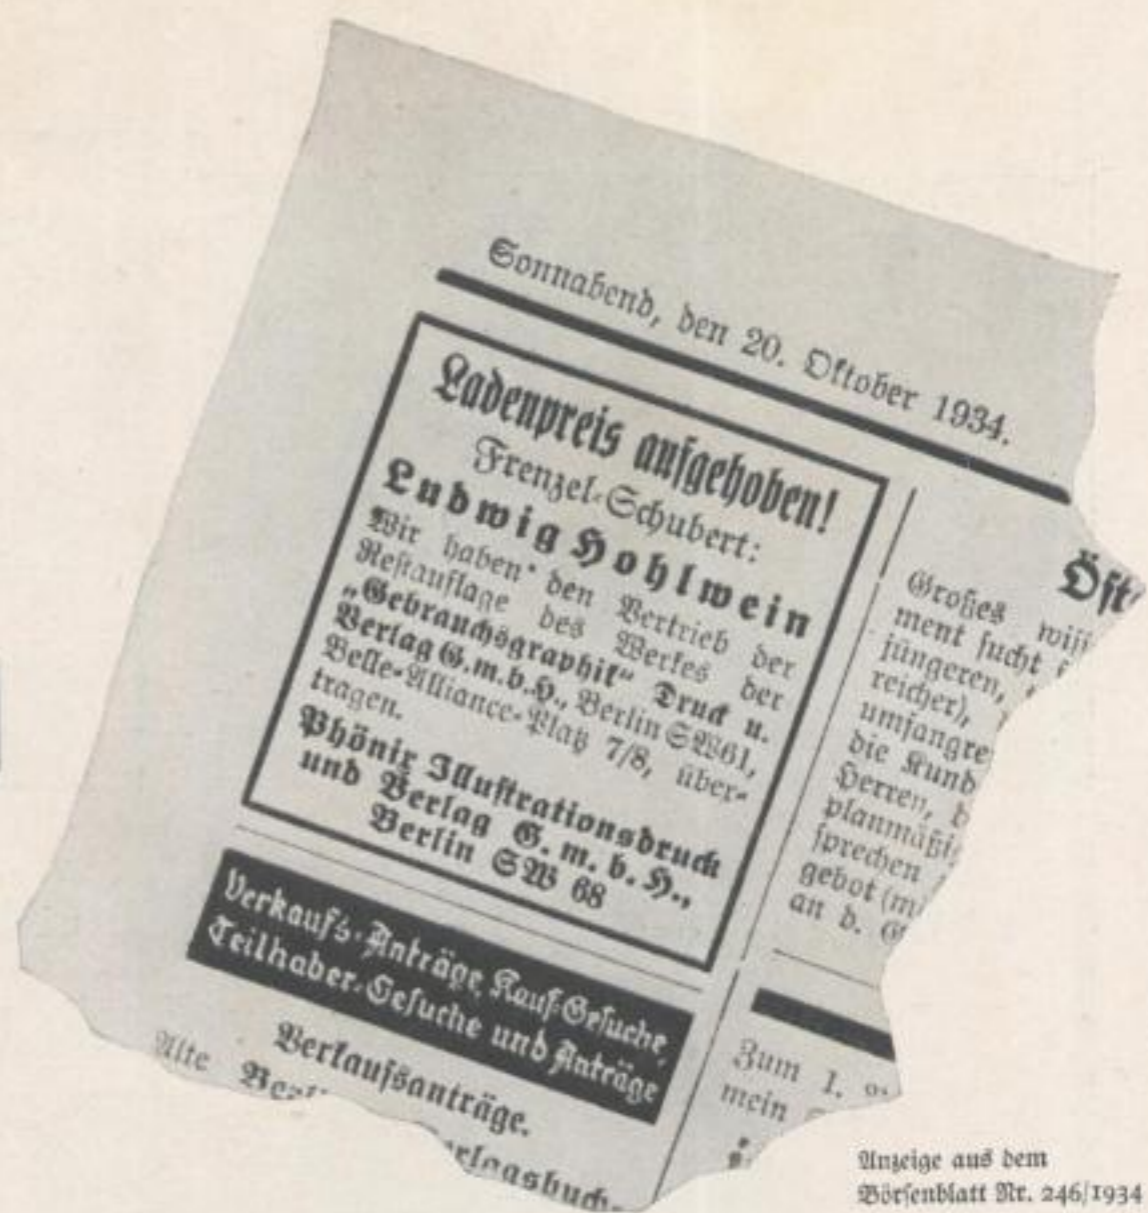 Sonnabend, den 20. Oktober 1934.
Ladenpreis aufgehoben!
Frenzel-Schubert:
Ludwig Hohlwein
Wir haben den Vertrieb der
Restauflage des Werkes der
„Gebrauchsgraphik“ Druck u.
Verlag G.m.b.H., Berlin SW61,
Belle-Alliance-Platz 7/8, über-
tragen.
Phönix Illustrationsdruck
und Verlag G. m. b. H.,
Berlin SW 68
Verkaufs-Anträge, Kauf-Gesuche,
Teilhaber-Gesuche und Anträge
Verkaufsanträge.
Alte
Öst
Großes wiss
ment sucht
jüngeren,
reicher),
umfangre
die Kund
Herren,
planmäßi
sprechen
gebot (m
an d. G
Zum 1.
mein
Anzeige aus dem
Börsenblatt Nr. 246/1934